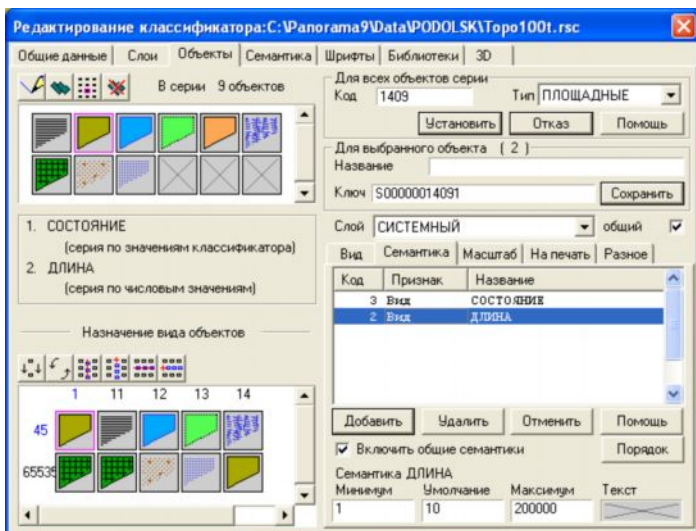 Редактирование классификатора:C:\Panorama9\Data\PODOLSK\Topo100t.rsc
Общие данные Слои Объекты Семантика Шрифты Библиотеки 3D
В серии 9 объектов
Для всех объектов серии
Код 1409 Тип ПЛОЩАДНЫЕ
Установить Отказ Помощь
Для выбранного объекта ( 2 )
Название
Ключ S00000014091 Сохранить
1. СОСТОЯНИЕ
(серия по значениям классификатора)
2. ДЛИНА
(серия по числовым значениям)
Слой СИСТЕМНЫЙ общий
Вид Семантика Масштаб На печать Разное
Код Признак Название
3 Вид СОСТОЯНИЕ
2 Вид ДЛИНА
Назначение вида объектов
1 11 12 13 14
45
65535
Добавить Удалить Отменить Помощь
Включить общие семантики Порядок
Семантика ДЛИНА
Минимум Умолчание Максимум Текст
1 10 200000